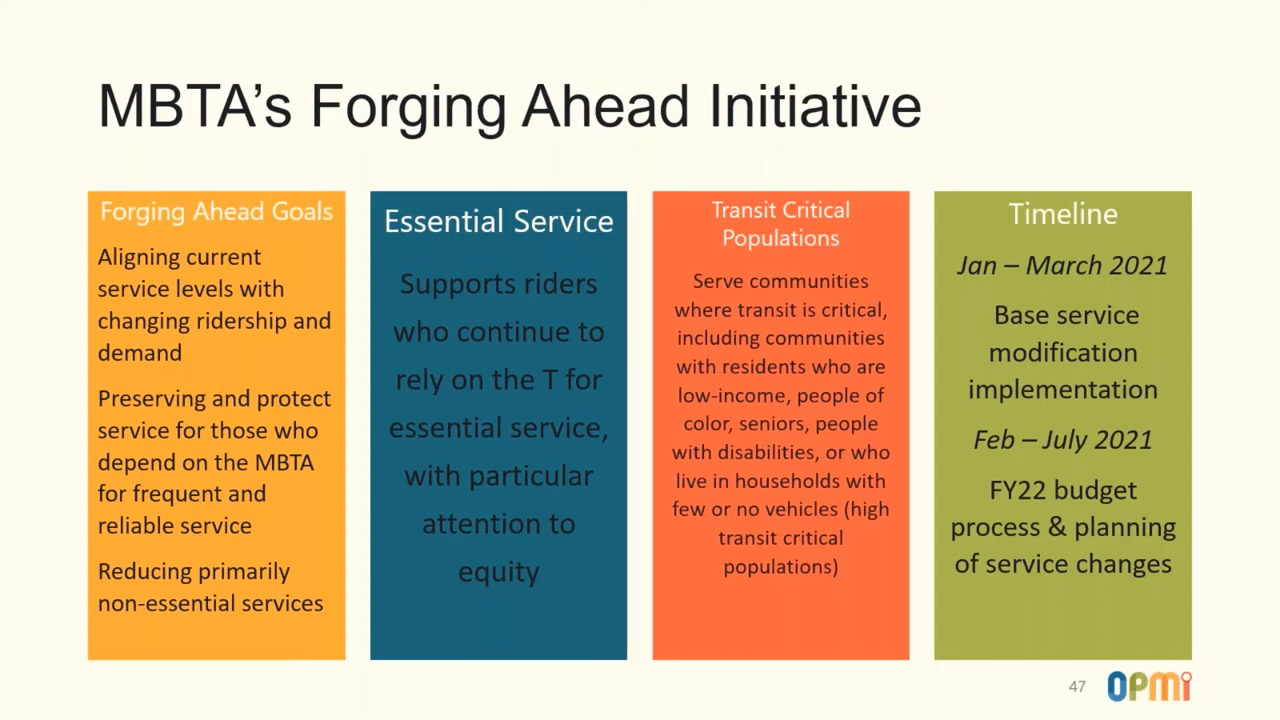 MBTA’s Forging Ahead Initiative
Forging Ahead Goals
Aligning current
service levels with
changing ridership and
demand
Preserving and protect
service for those who
depend on the MBTA
for frequent and
reliable service
Reducing primarily
non-essential services
Essential Service
Supports riders
who continue to
rely on the T for
essential service,
with particular
attention to
equity
Transit Critical
Populations
Serve communities
where transit is critical,
including communities
with residents who are
low-income, people of
color, seniors, people
with disabilities, or who
live in households with
few or no vehicles (high
transit critical
populations)
Timeline
Jan – March 2021
Base service
modification
implementation
Feb – July 2021
FY22 budget
process & planning
of service changes
47
OPMI